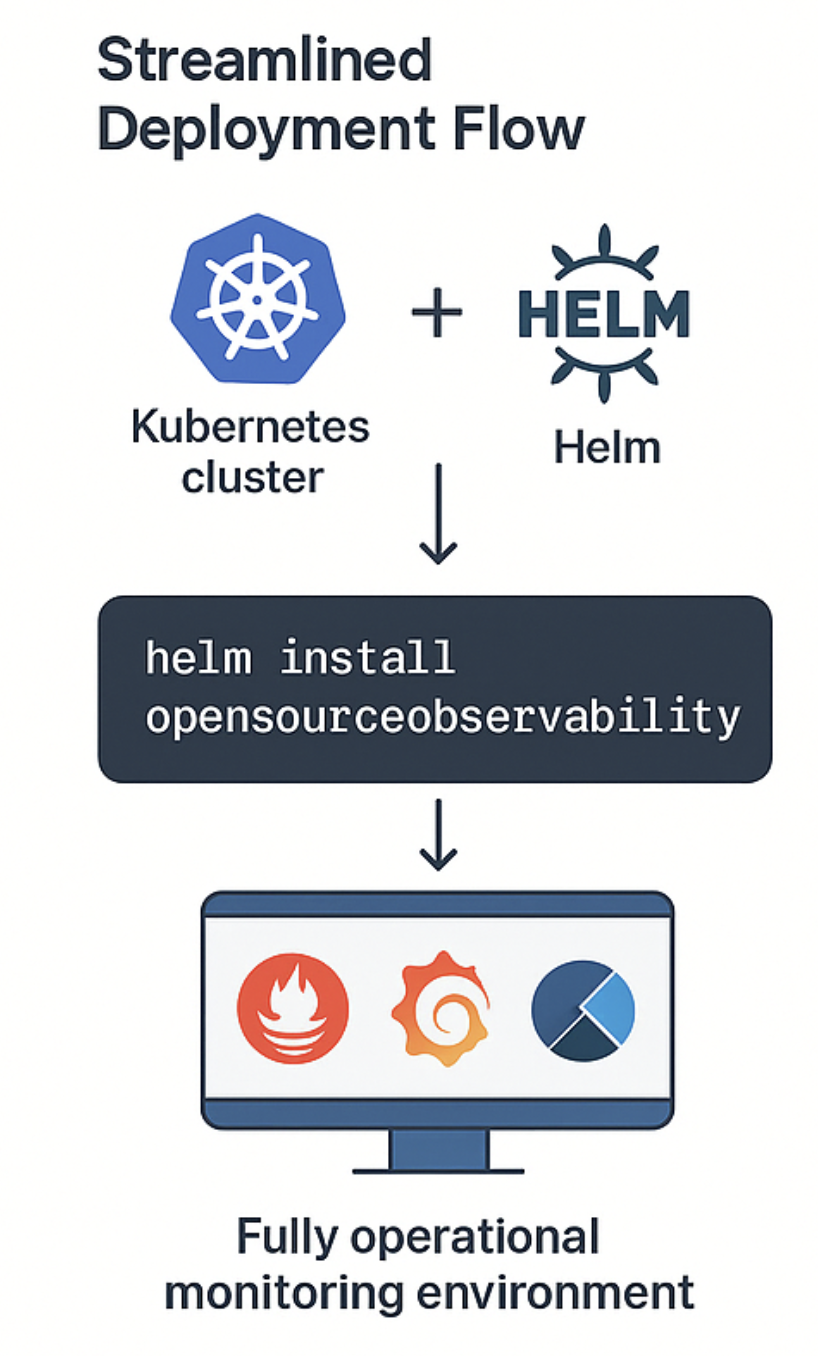 Streamlined
Deployment Flow
HELM
Kubernetes
cluster
Helm
helm install
opensourceobservability
Fully operational
monitoring environment